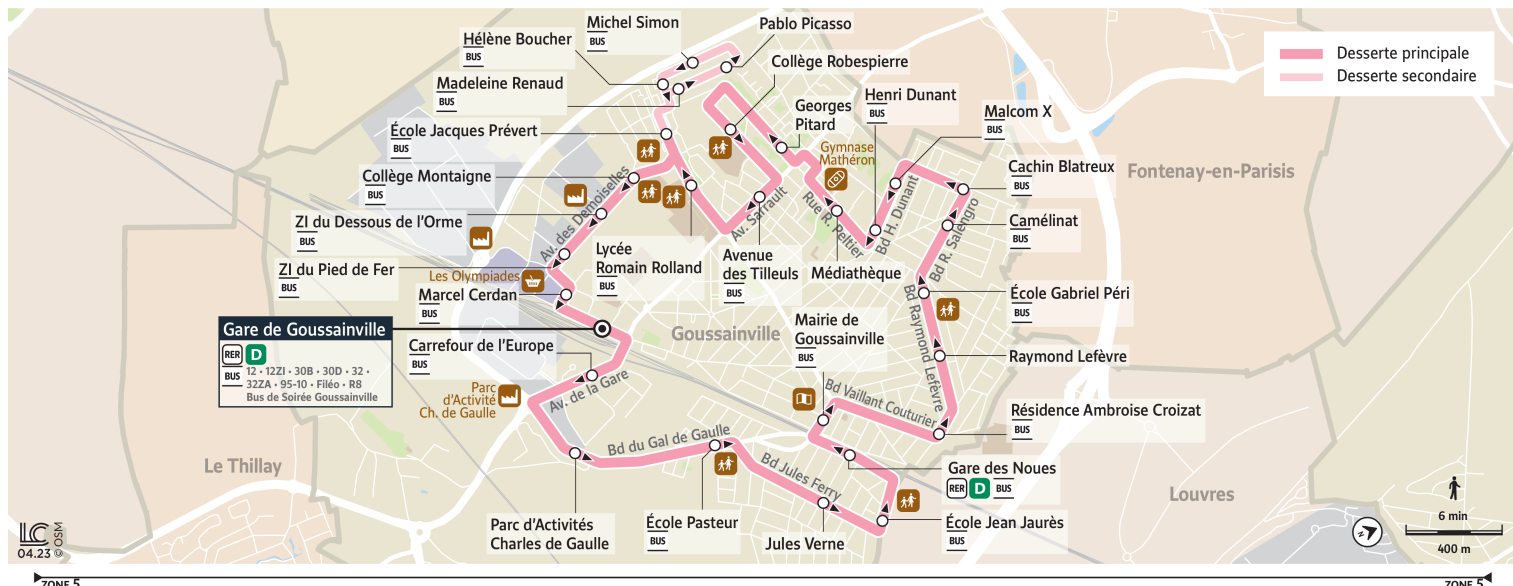 Michel Simon
BUS
Pablo Picasso
Hélène Boucher
BUS
Collège Robespierre
Madeleine Renaud
BUS
Henri Dunant
BUS
Georges
Pitard
Malcom X
BUS
École Jacques Prévert
BUS
Gymnase
Mathéron
Cachin Blatreux
BUS
Collège Montaigne
BUS
ZI du Dessous de l'Orme
BUS
Camélinat
BUS
Av. des Demoiselles
Av. Sarrault
Rue R. Peltier
Bd H. Dunant
Bd R. Salengro
ZI du Pied de Fer
BUS
Les Olympiades
Marcel Cerdan
BUS
Lycée
Romain Rolland
BUS
Avenue
des Tilleuls
BUS
Médiathèque
École Gabriel Péri
BUS
Gare de Goussainville
RER D
BUS 12 • 12ZI • 30B • 30D • 32 •
32ZA • 95-10 • Filéo • R8
Bus de Soirée Goussainville
Goussainville
Mairie de
Goussainville
BUS
Bd Raymond Lefèvre
Raymond Lefèvre
Carrefour de l'Europe
BUS
Av. de la Gare
Parc
d'Activité
Ch. de Gaulle
Bd Vaillant Couturier
Résidence Ambroise Croizat
BUS
Bd du Gal de Gaulle
Bd Jules Ferry
Gare des Noues
RER D BUS
Parc d'Activités
Charles de Gaulle
École Pasteur
BUS
Jules Verne
École Jean Jaurès
BUS
Le Thillay
Fontenay-en-Parisis
Louvres
Desserte principale
Desserte secondaire
N
6 min
400 m
LC
04.23 © OSM
ZONE 5
ZONE 5